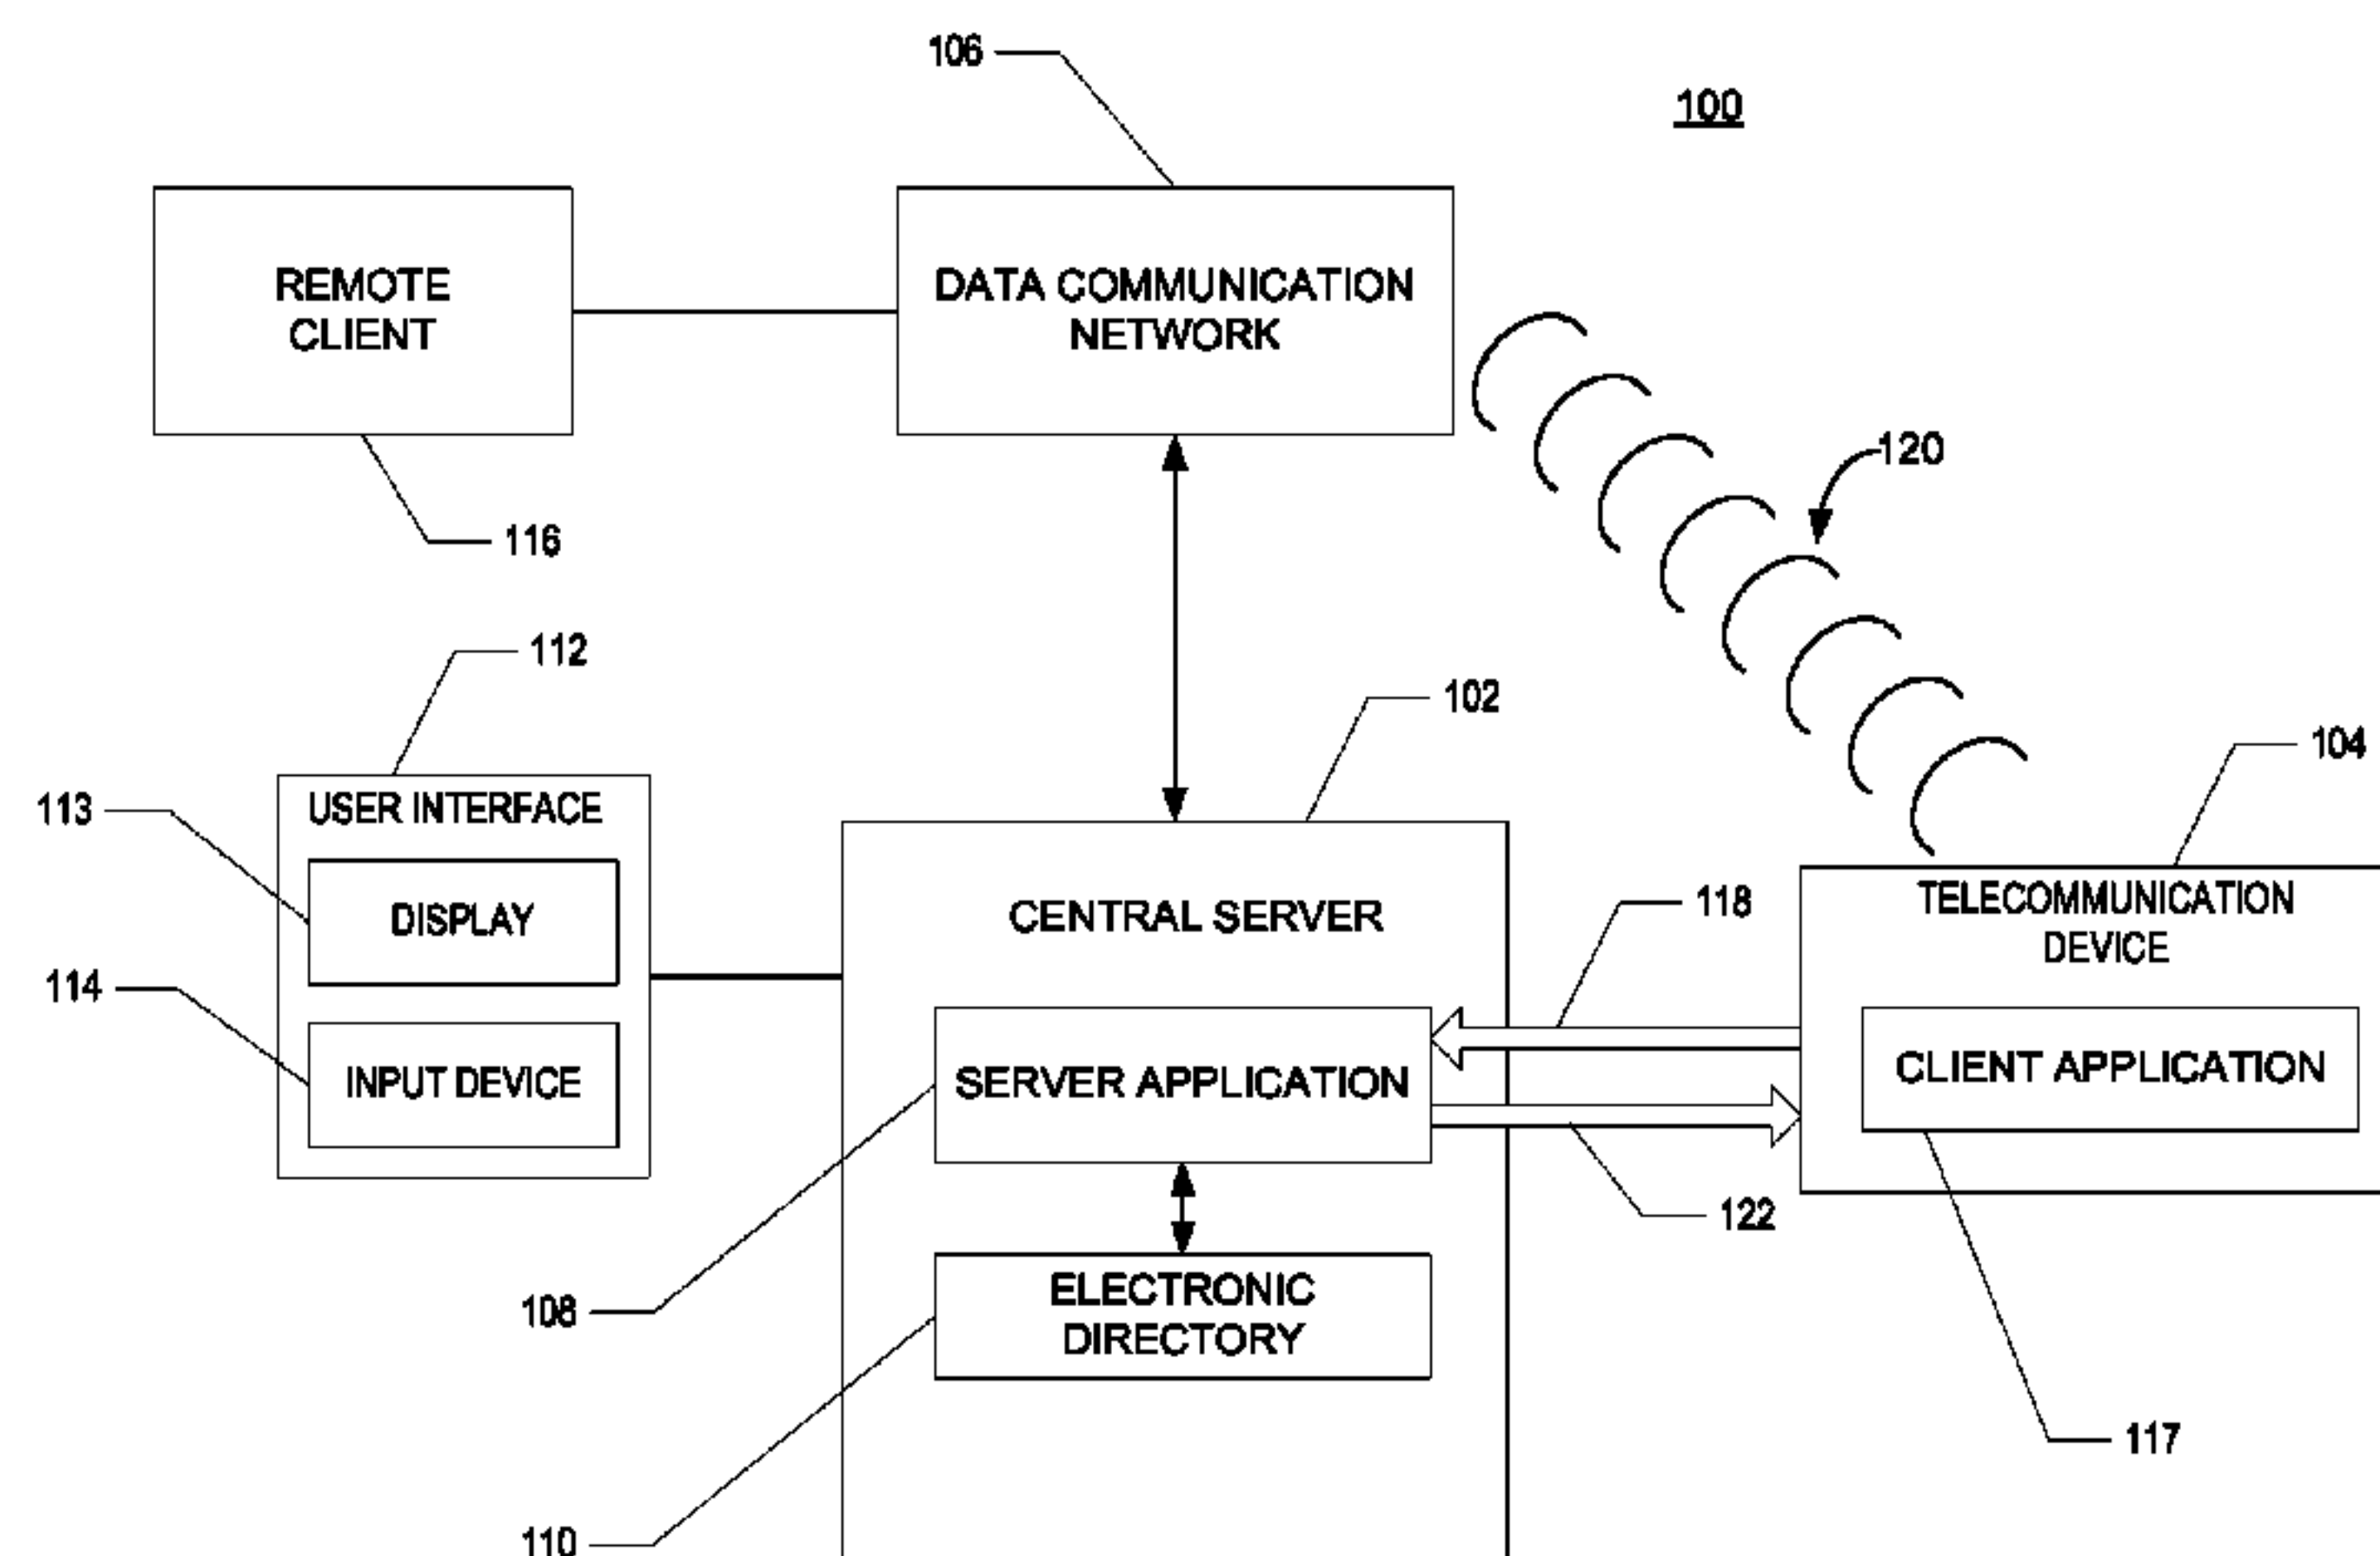 106
100
REMOTE
CLIENT
DATA COMMUNICATION
NETWORK
120
116
112
102
104
113
USER INTERFACE
DISPLAY
114
INPUT DEVICE
CENTRAL SERVER
118
TELECOMMUNICATION
DEVICE
SERVER APPLICATION
CLIENT APPLICATION
122
108
ELECTRONIC
DIRECTORY
117
110